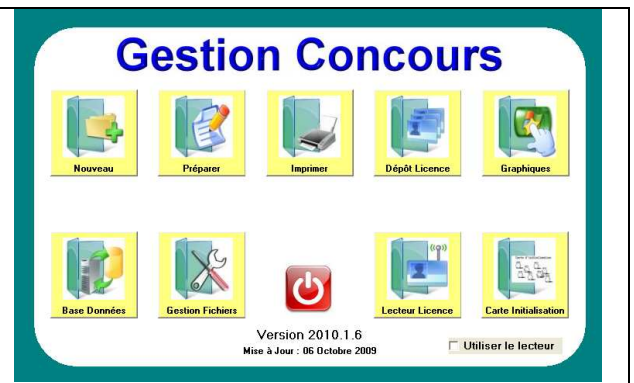 Gestion Concours
Nouveau
Préparer
Imprimer
Dépôt Licence
Graphiques
Base Données
Gestion Fichiers
Lecteur Licence
Carte Initialisation
Version 2010.1.6
Mise à Jour : 06 Octobre 2009
Utiliser le lecteur